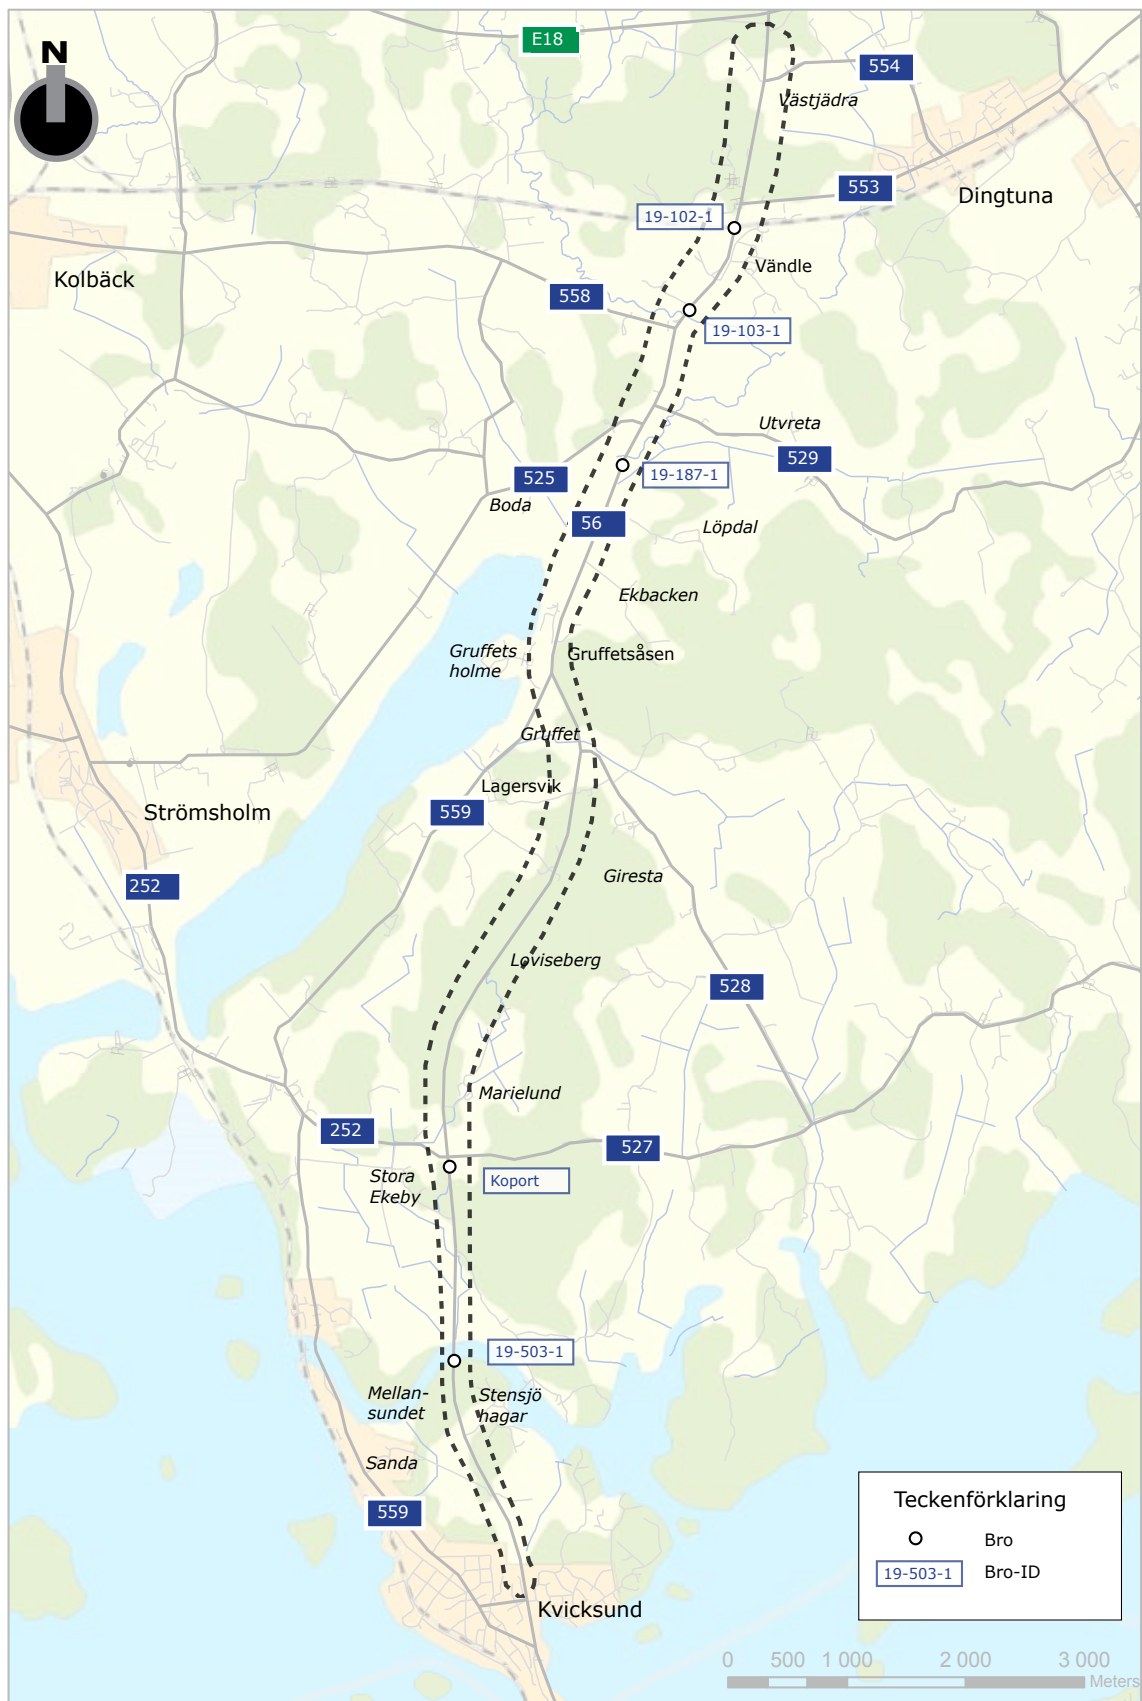 E18
N
554
Västjädra
553
Dingtuna
19-102-1
Kolbäck
Vändle
558
19-103-1
Utvreta
529
525
19-187-1
Boda
56
Löpdal
Ekbacken
Gruffets
holme
Gruffetsåsen
Gruffet
Lagersvik
Strömsholm
559
Giresta
252
Loviseberg
528
Marielund
252
527
Stora
Ekeby
Koport
19-503-1
Mellan-
sundet
Stensjö
hagar
Sanda
559
Kvicksund
Teckenförklaring
Bro
19-503-1 Bro-ID
0 500 1 000 2 000 3 000
Meters